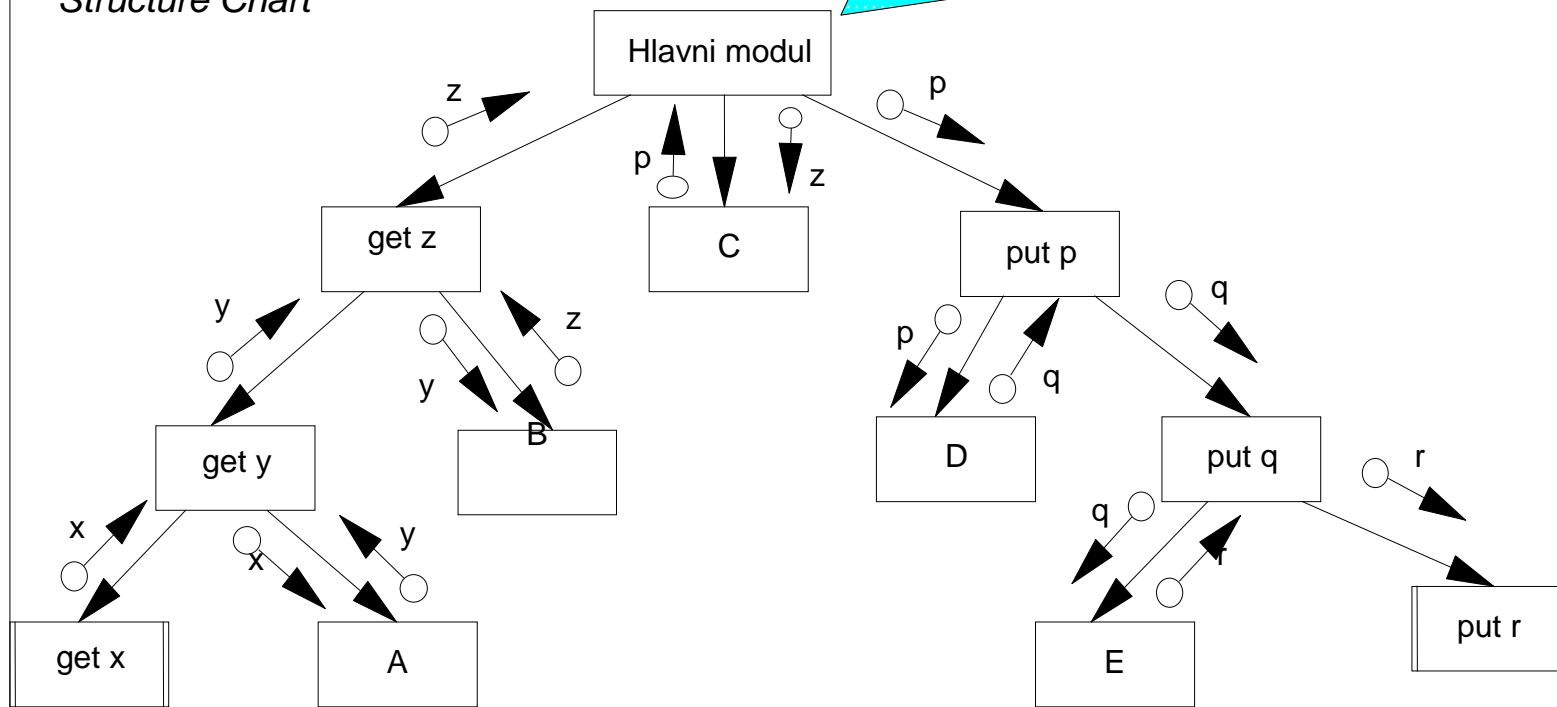 Structure Chart
Hlavni modul
z
p
p
z
get z
C
put p
y
y
z
p
q
q
B
get y
D
put q
r
x
x
y
q
r
get x
A
E
put r